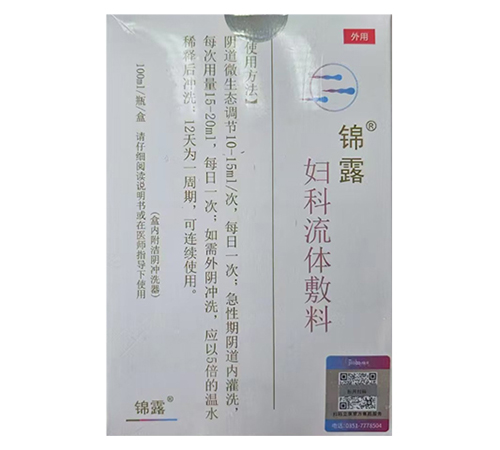 外用
锦露®
妇科流体敷料
【使用方法】
阴道微生态调节10-15ml/次，每日一次；急性期阴道内灌洗，
每次用量15-20ml，每日一次；如需外阴冲洗，应以5倍的温水
稀释后冲洗；12天为一周期，可连续使用。
(盒内附洁阴冲洗器)
100ml/瓶/盒 请仔细阅读说明书或在医师指导下使用
锦露®
电话:0351-7778504